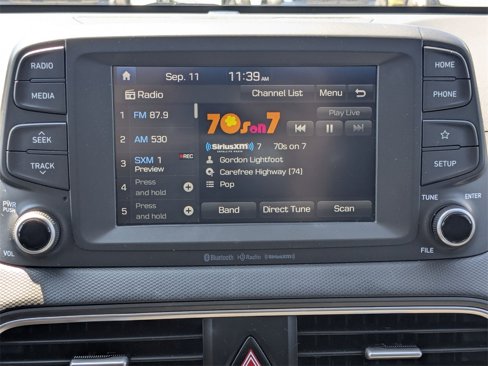 RADIO
MEDIA
SEEK
TRACK
PWR
PUSH
VOL
Sep. 11 11:39 AM
Radio Channel List Menu
1 FM 87.9
2 AM 530
3 SXM 1 REC
Preview
4 Press
and hold
5 Press
and hold
70s on 7
Play Live
SiriusXM 7 70s on 7
SATELLITE RADIO
Gordon Lightfoot
Carefree Highway (74)
Pop
Band Direct Tune Scan
HOME
PHONE
SETUP
TUNE ENTER
FILE
Bluetooth HD Radio SiriusXM